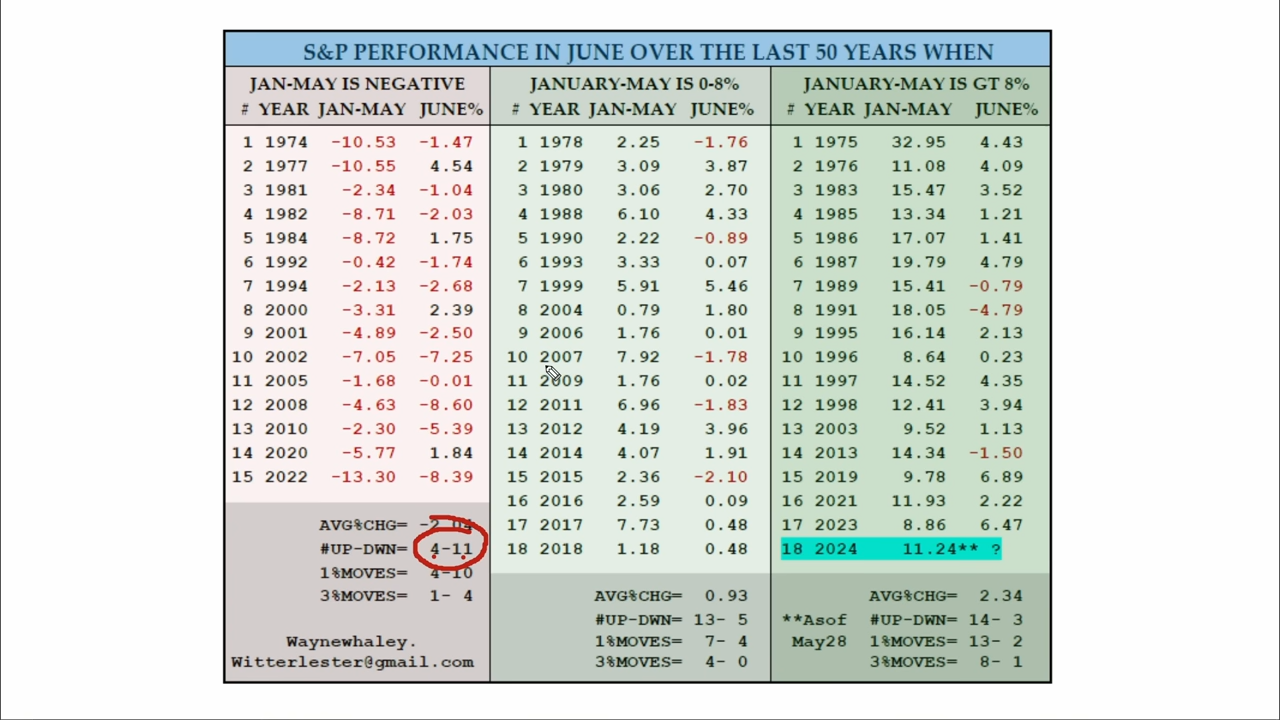 S&P PERFORMANCE IN JUNE OVER THE LAST 50 YEARS WHEN
JAN-MAY IS NEGATIVE
# YEAR JAN-MAY JUNE%
1 1974 -10.53 -1.47
2 1977 -10.55 4.54
3 1981 -2.34 -1.04
4 1982 -8.71 -2.03
5 1984 -8.72 1.75
6 1992 -0.42 -1.74
7 1994 -2.13 -2.68
8 2000 -3.31 2.39
9 2001 -4.89 -2.50
10 2002 -7.05 -7.25
11 2005 -1.68 -0.01
12 2008 -4.63 -8.60
13 2010 -2.30 -5.39
14 2020 -5.77 1.84
15 2022 -13.30 -8.39
AVG%CHG= -2.04
#UP-DWN= 4-11
1%MOVES= 4-10
3%MOVES= 1- 4
Waynewhaley.
Witterlester@gmail.com
JANUARY-MAY IS 0-8%
# YEAR JAN-MAY JUNE%
1 1978 2.25 -1.76
2 1979 3.09 3.87
3 1980 3.06 2.70
4 1988 6.10 4.33
5 1990 2.22 -0.89
6 1993 3.33 0.07
7 1999 5.91 5.46
8 2004 0.79 1.80
9 2006 1.76 0.01
10 2007 7.92 -1.78
11 2009 1.76 0.02
12 2011 6.96 -1.83
13 2012 4.19 3.96
14 2014 4.07 1.91
15 2015 2.36 -2.10
16 2016 2.59 0.09
17 2017 7.73 0.48
18 2018 1.18 0.48
AVG%CHG= 0.93
#UP-DWN= 13- 5
1%MOVES= 7- 4
3%MOVES= 4- 0
JANUARY-MAY IS GT 8%
# YEAR JAN-MAY JUNE%
1 1975 32.95 4.43
2 1976 11.08 4.09
3 1983 15.47 3.52
4 1985 13.34 1.21
5 1986 17.07 1.41
6 1987 19.79 4.79
7 1989 15.41 -0.79
8 1991 18.05 -4.79
9 1995 16.14 2.13
10 1996 8.64 0.23
11 1997 14.52 4.35
12 1998 12.41 3.94
13 2003 9.52 1.13
14 2013 14.34 -1.50
15 2019 9.78 6.89
16 2021 11.93 2.22
17 2023 8.86 6.47
18 2024 11.24** ?
AVG%CHG= 2.34
**Asof #UP-DWN= 14- 3
May28 1%MOVES= 13- 2
3%MOVES= 8- 1